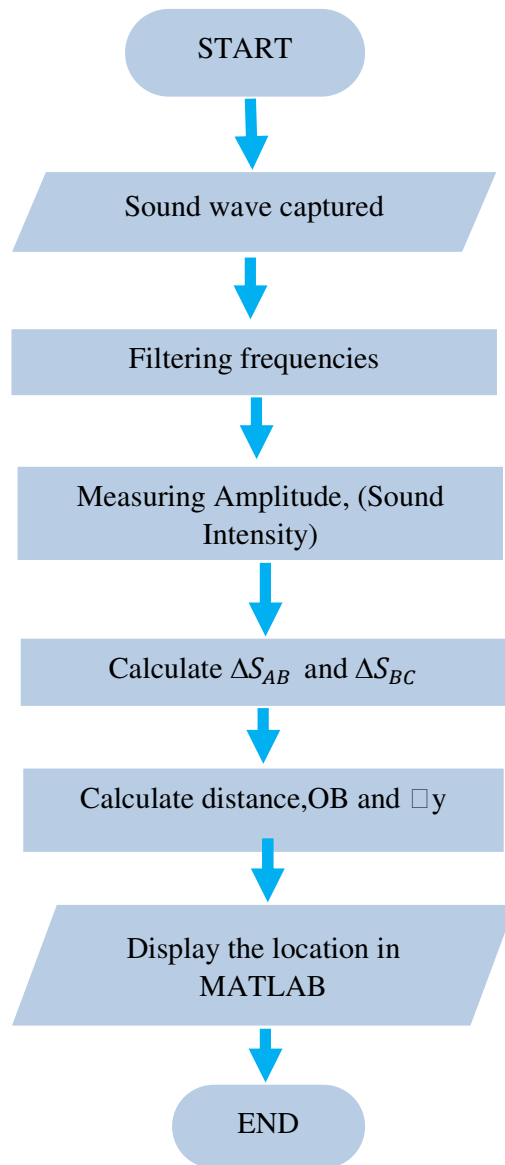 START
Sound wave captured
Filtering frequencies
Measuring Amplitude, (Sound
Intensity)
Calculate ΔS_AB and ΔS_BC
Calculate distance,OB and □y
Display the location in
MATLAB
END